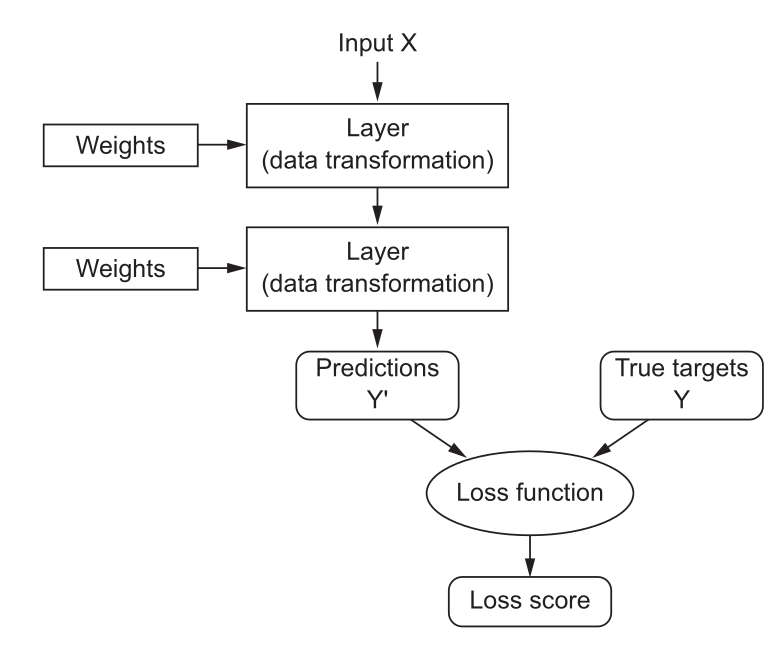 Input X
Weights
Layer
(data transformation)
Weights
Layer
(data transformation)
Predictions
Y'
True targets
Y
Loss function
Loss score